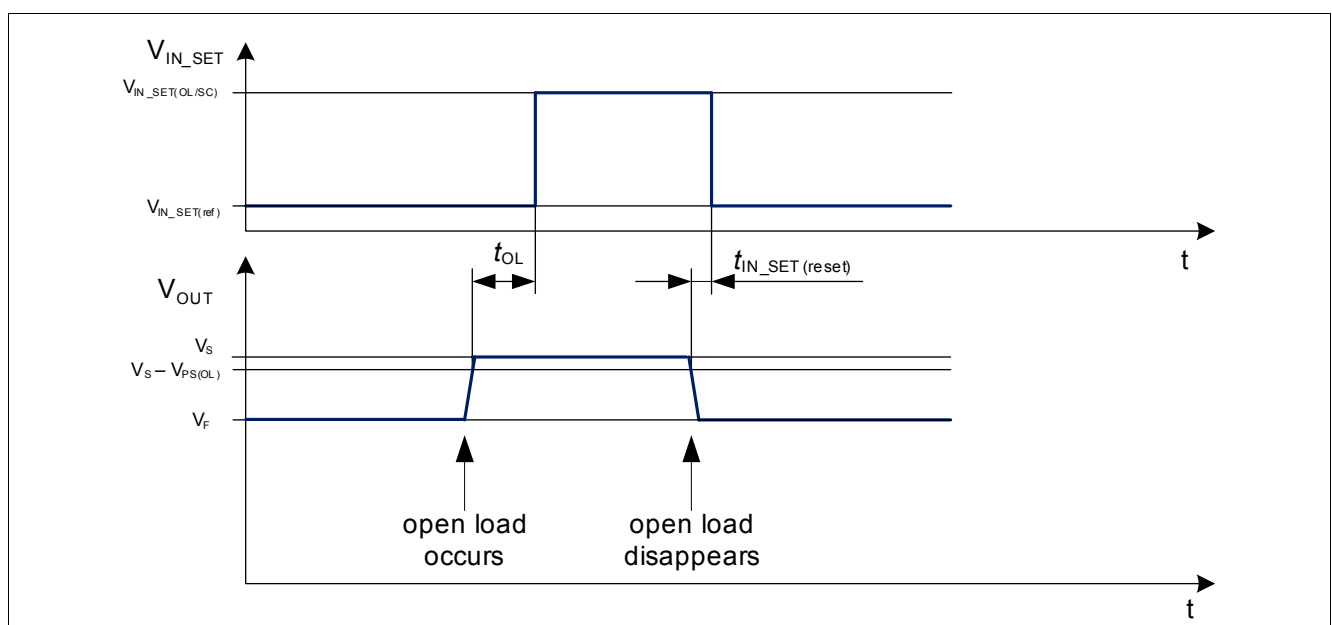 V_IN_SET
V_IN_SET(OL/SC)
V_IN_SET(ref)
t
t_OL
t_IN_SET (reset)
V_OUT
V_S
V_S – V_PS(OL)
V_F
open load
occurs
open load
disappears
t